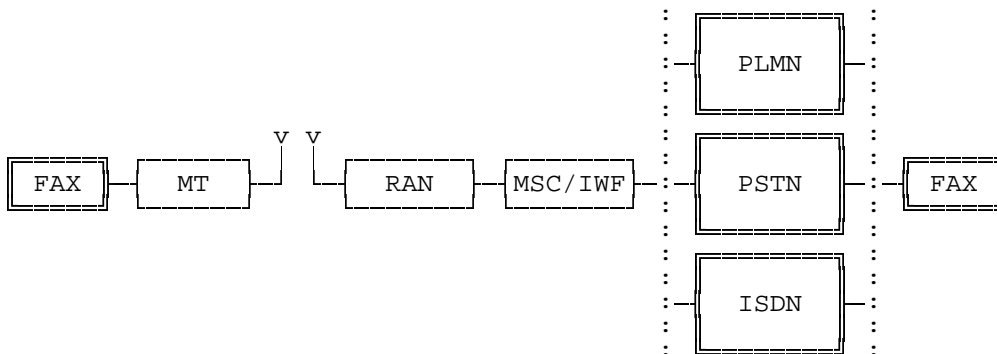 PLMN
v v
FAX MT RAN MSC/IWF PSTN FAX
ISDN